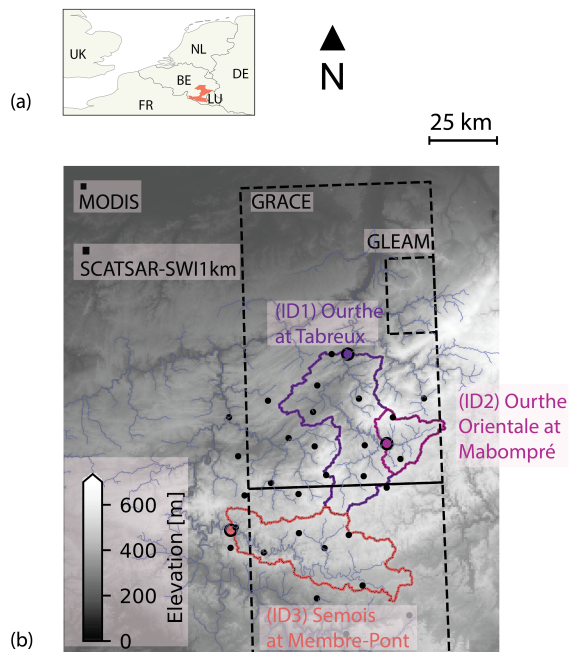 UK
NL
BE
DE
FR
LU
(a)
N
25 km
MODIS
GRACE
GLEAM
SCATSAR-SWI1km
(ID1) Ourthe
at Tabreux
(ID2) Ourthe
Orientale at
Mabompré
600
400
200
0
Elevation [m]
(ID3) Semois
at Membre-Pont
(b)